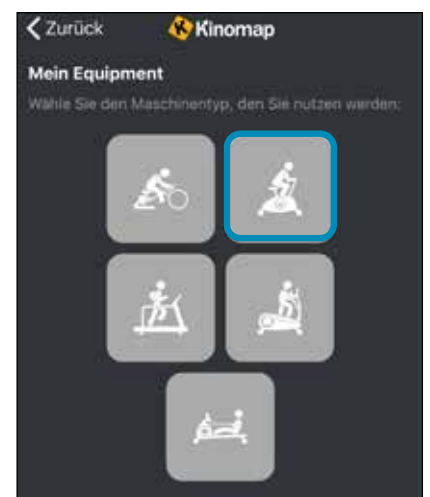 Zurück
Kinomap
Mein Equipment
Wähle Sie den Maschinentyp, den Sie nutzen werden: